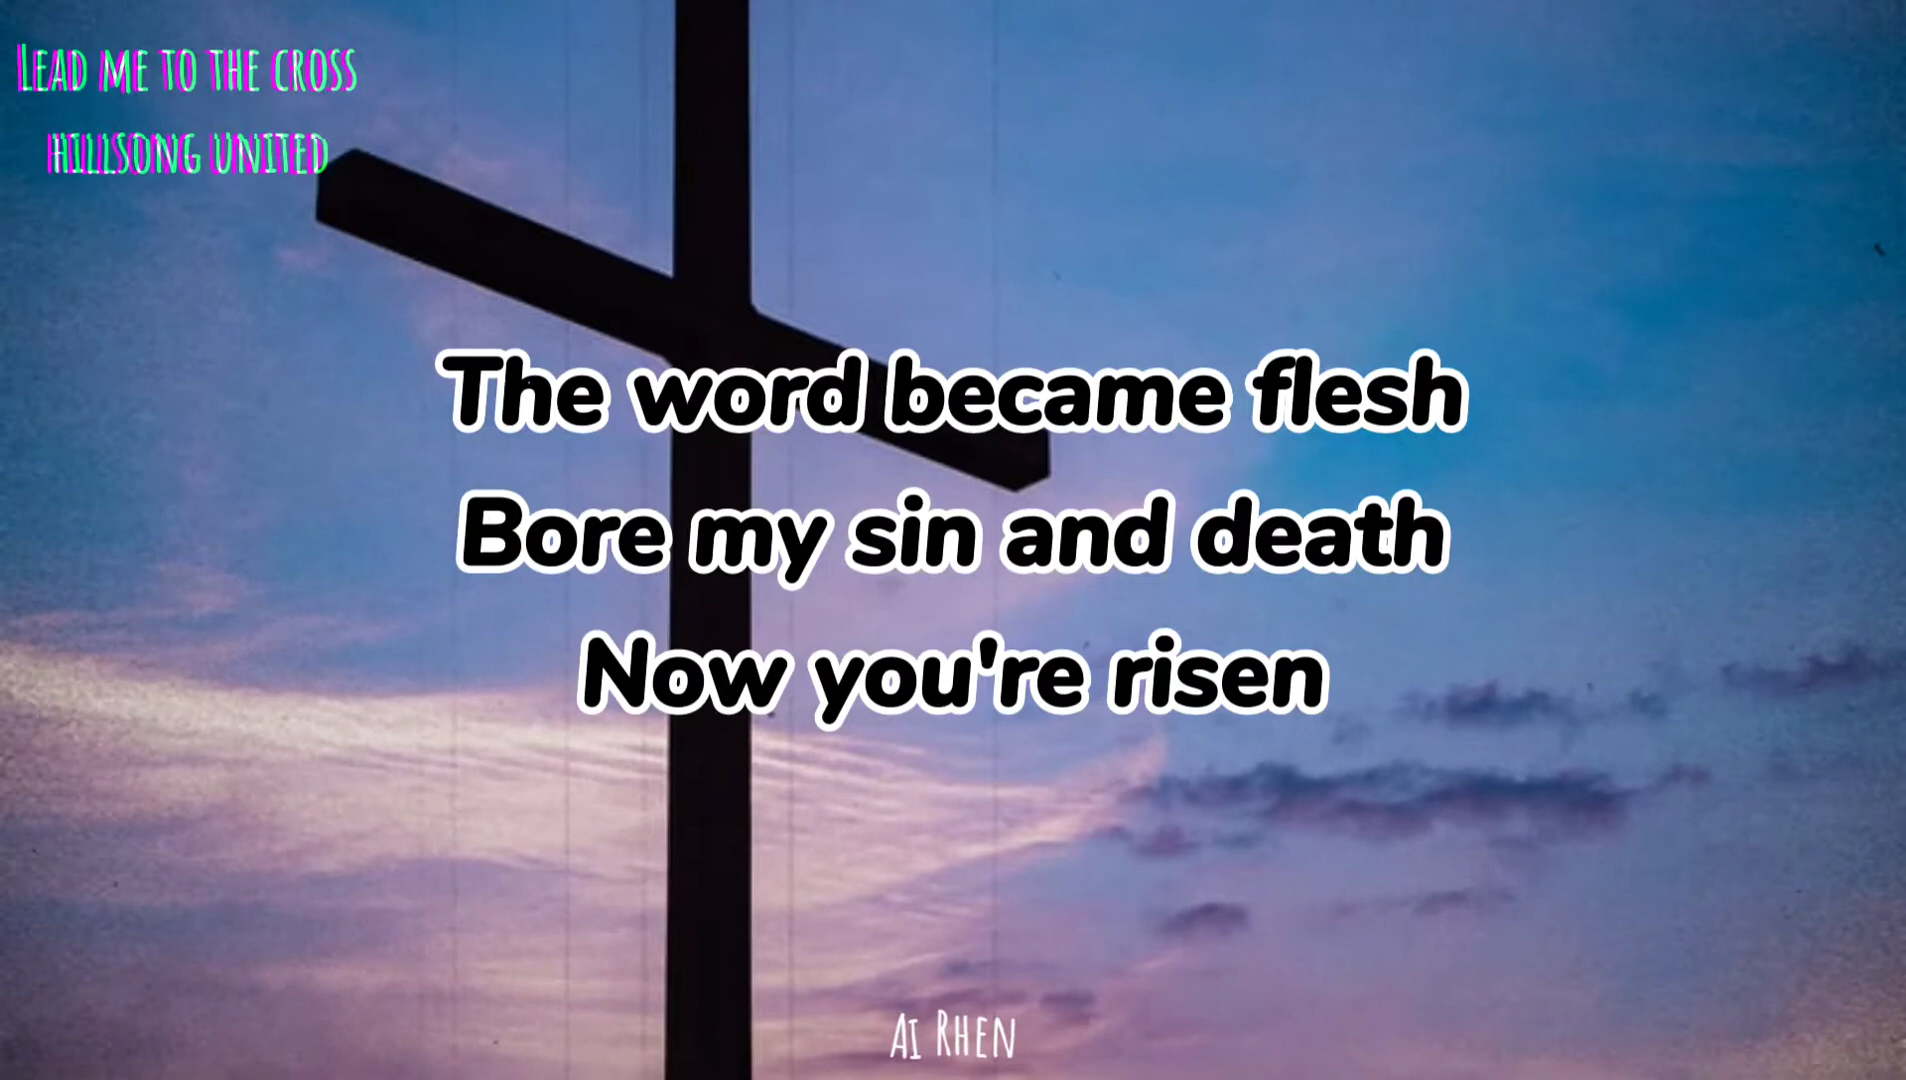 Lead me to the cross
hillsong united
The word became flesh
Bore my sin and death
Now you're risen
Ai Rhen